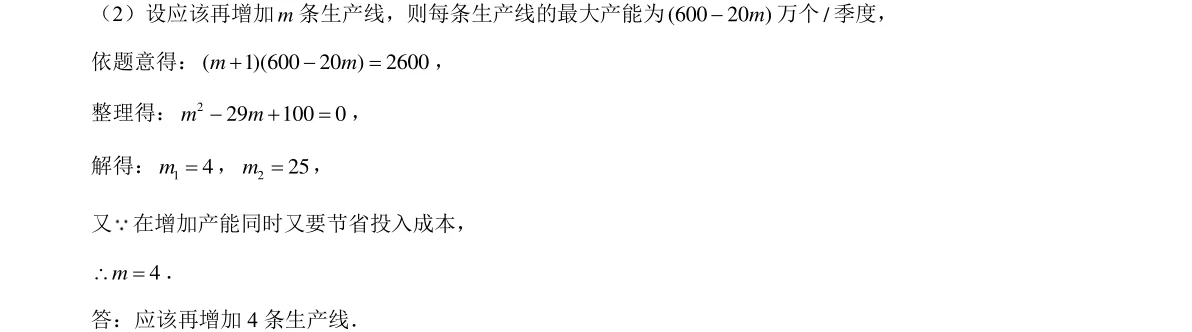 （2）设应该再增加 m 条生产线，则每条生产线的最大产能为 (600−20m) 万个 / 季度，
依题意得：(m+1)(600−20m)=2600，
整理得：m²−29m+100=0，
解得：m₁=4，m₂=25，
又∵在增加产能同时又要节省投入成本，
∴m=4．
答：应该再增加 4 条生产线．